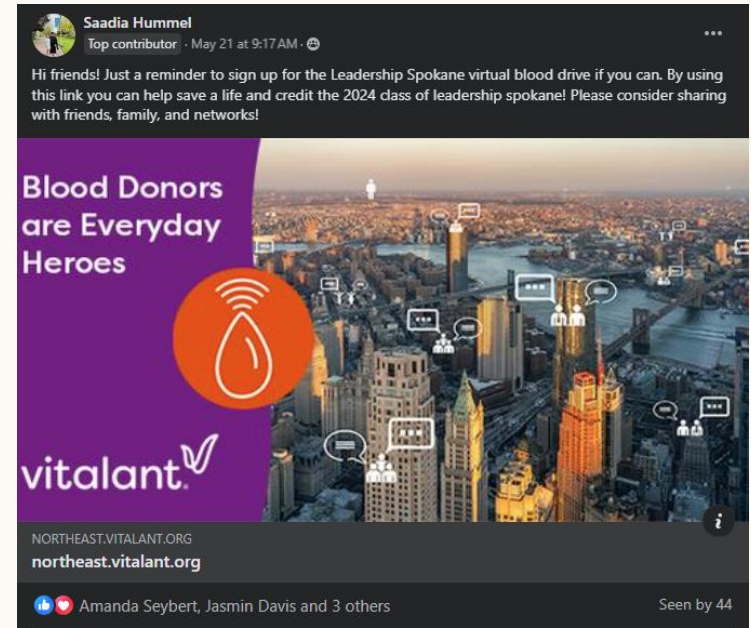 Saadia Hummel
Top contributor · May 21 at 9:17 AM ·
Hi friends! Just a reminder to sign up for the Leadership Spokane virtual blood drive if you can. By using
this link you can help save a life and credit the 2024 class of leadership spokane! Please consider sharing
with friends, family, and networks!
Blood Donors
are Everyday
Heroes
vitalant.
NORTHEAST.VITALANT.ORG
northeast.vitalant.org
Amanda Seybert, Jasmin Davis and 3 others
Seen by 44